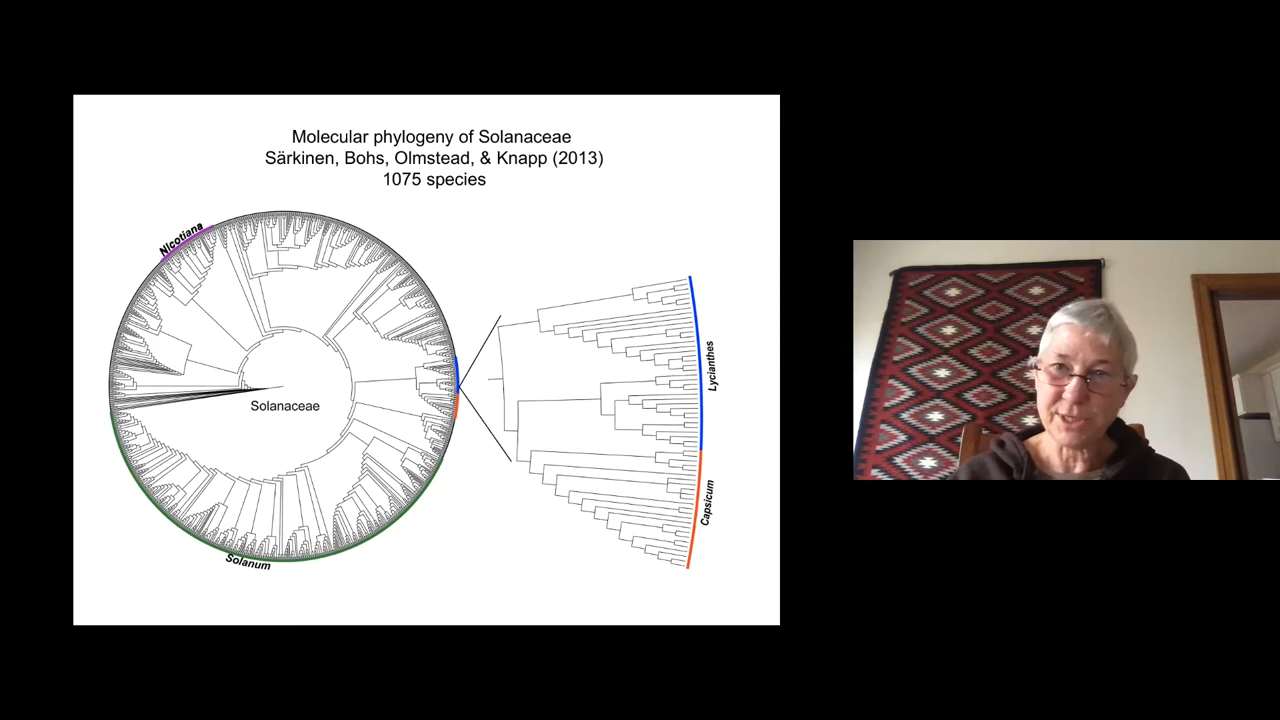 Molecular phylogeny of Solanaceae
Särkinen, Bohs, Olmstead, & Knapp (2013)
1075 species
Nicotiana
Solanaceae
Lycianthes
Capsicum
Solanum